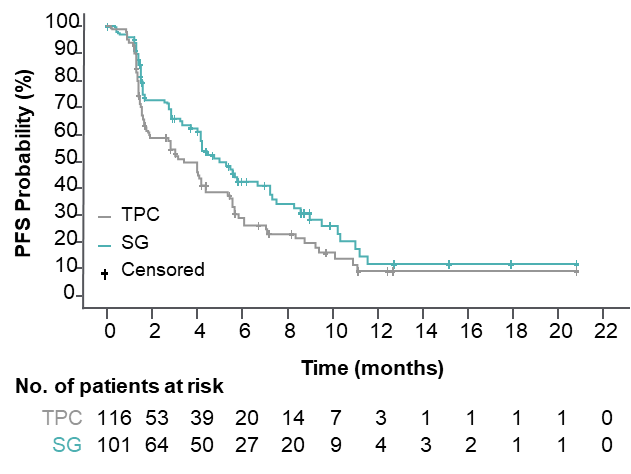 PFS Probability (%)
100
90
80
70
60
50
40
30
20
10
0
TPC
SG
Censored
0 2 4 6 8 10 12 14 16 18 20 22
Time (months)
No. of patients at risk
TPC 116 53 39 20 14 7 3 1 1 1 1 0
SG 101 64 50 27 20 9 4 3 2 1 1 0